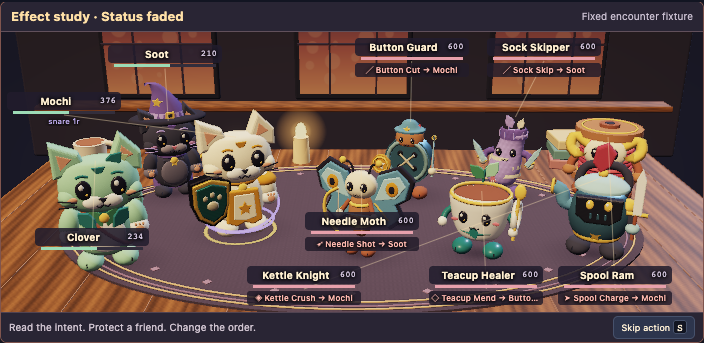 Effect study · Status faded
Fixed encounter fixture
Soot 210
Button Guard 600
Button Cut → Mochi
Sock Skipper 600
Sock Skip → Soot
Mochi 376
snare 1r
Needle Moth 600
Needle Shot → Soot
Clover 234
Kettle Knight 600
Kettle Crush → Mochi
Teacup Healer 600
Teacup Mend → Butto...
Spool Ram 600
Spool Charge → Mochi
Read the intent. Protect a friend. Change the order.
Skip action S